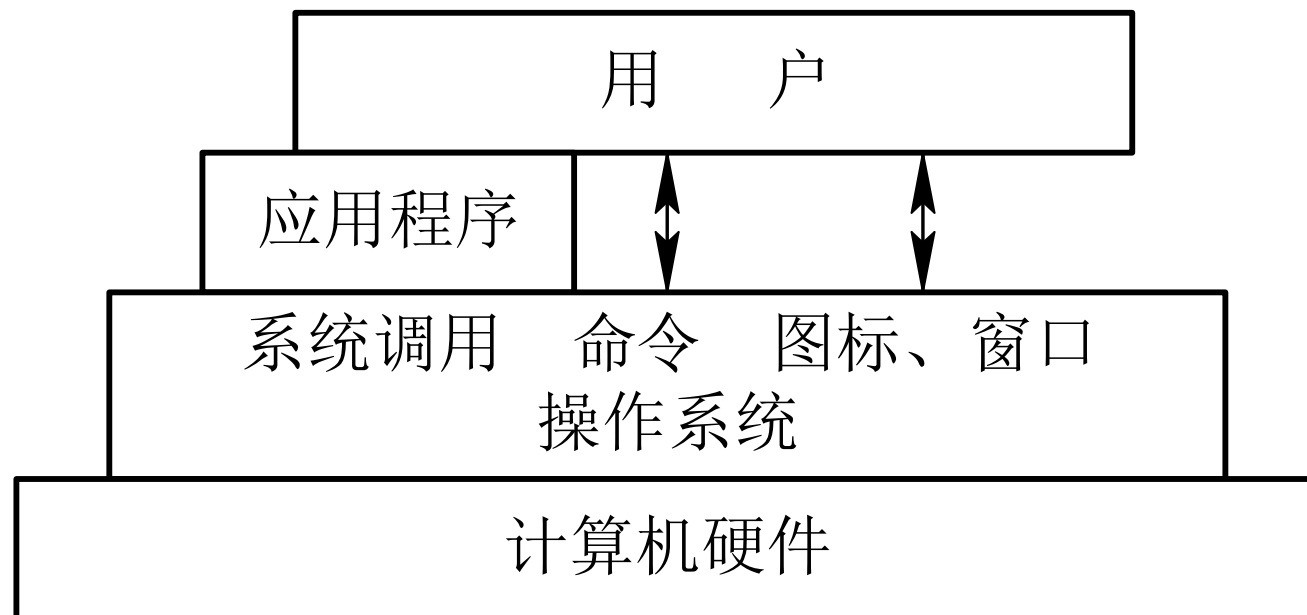 用 户
应用程序
系统调用 命令 图标、窗口
操作系统
计算机硬件